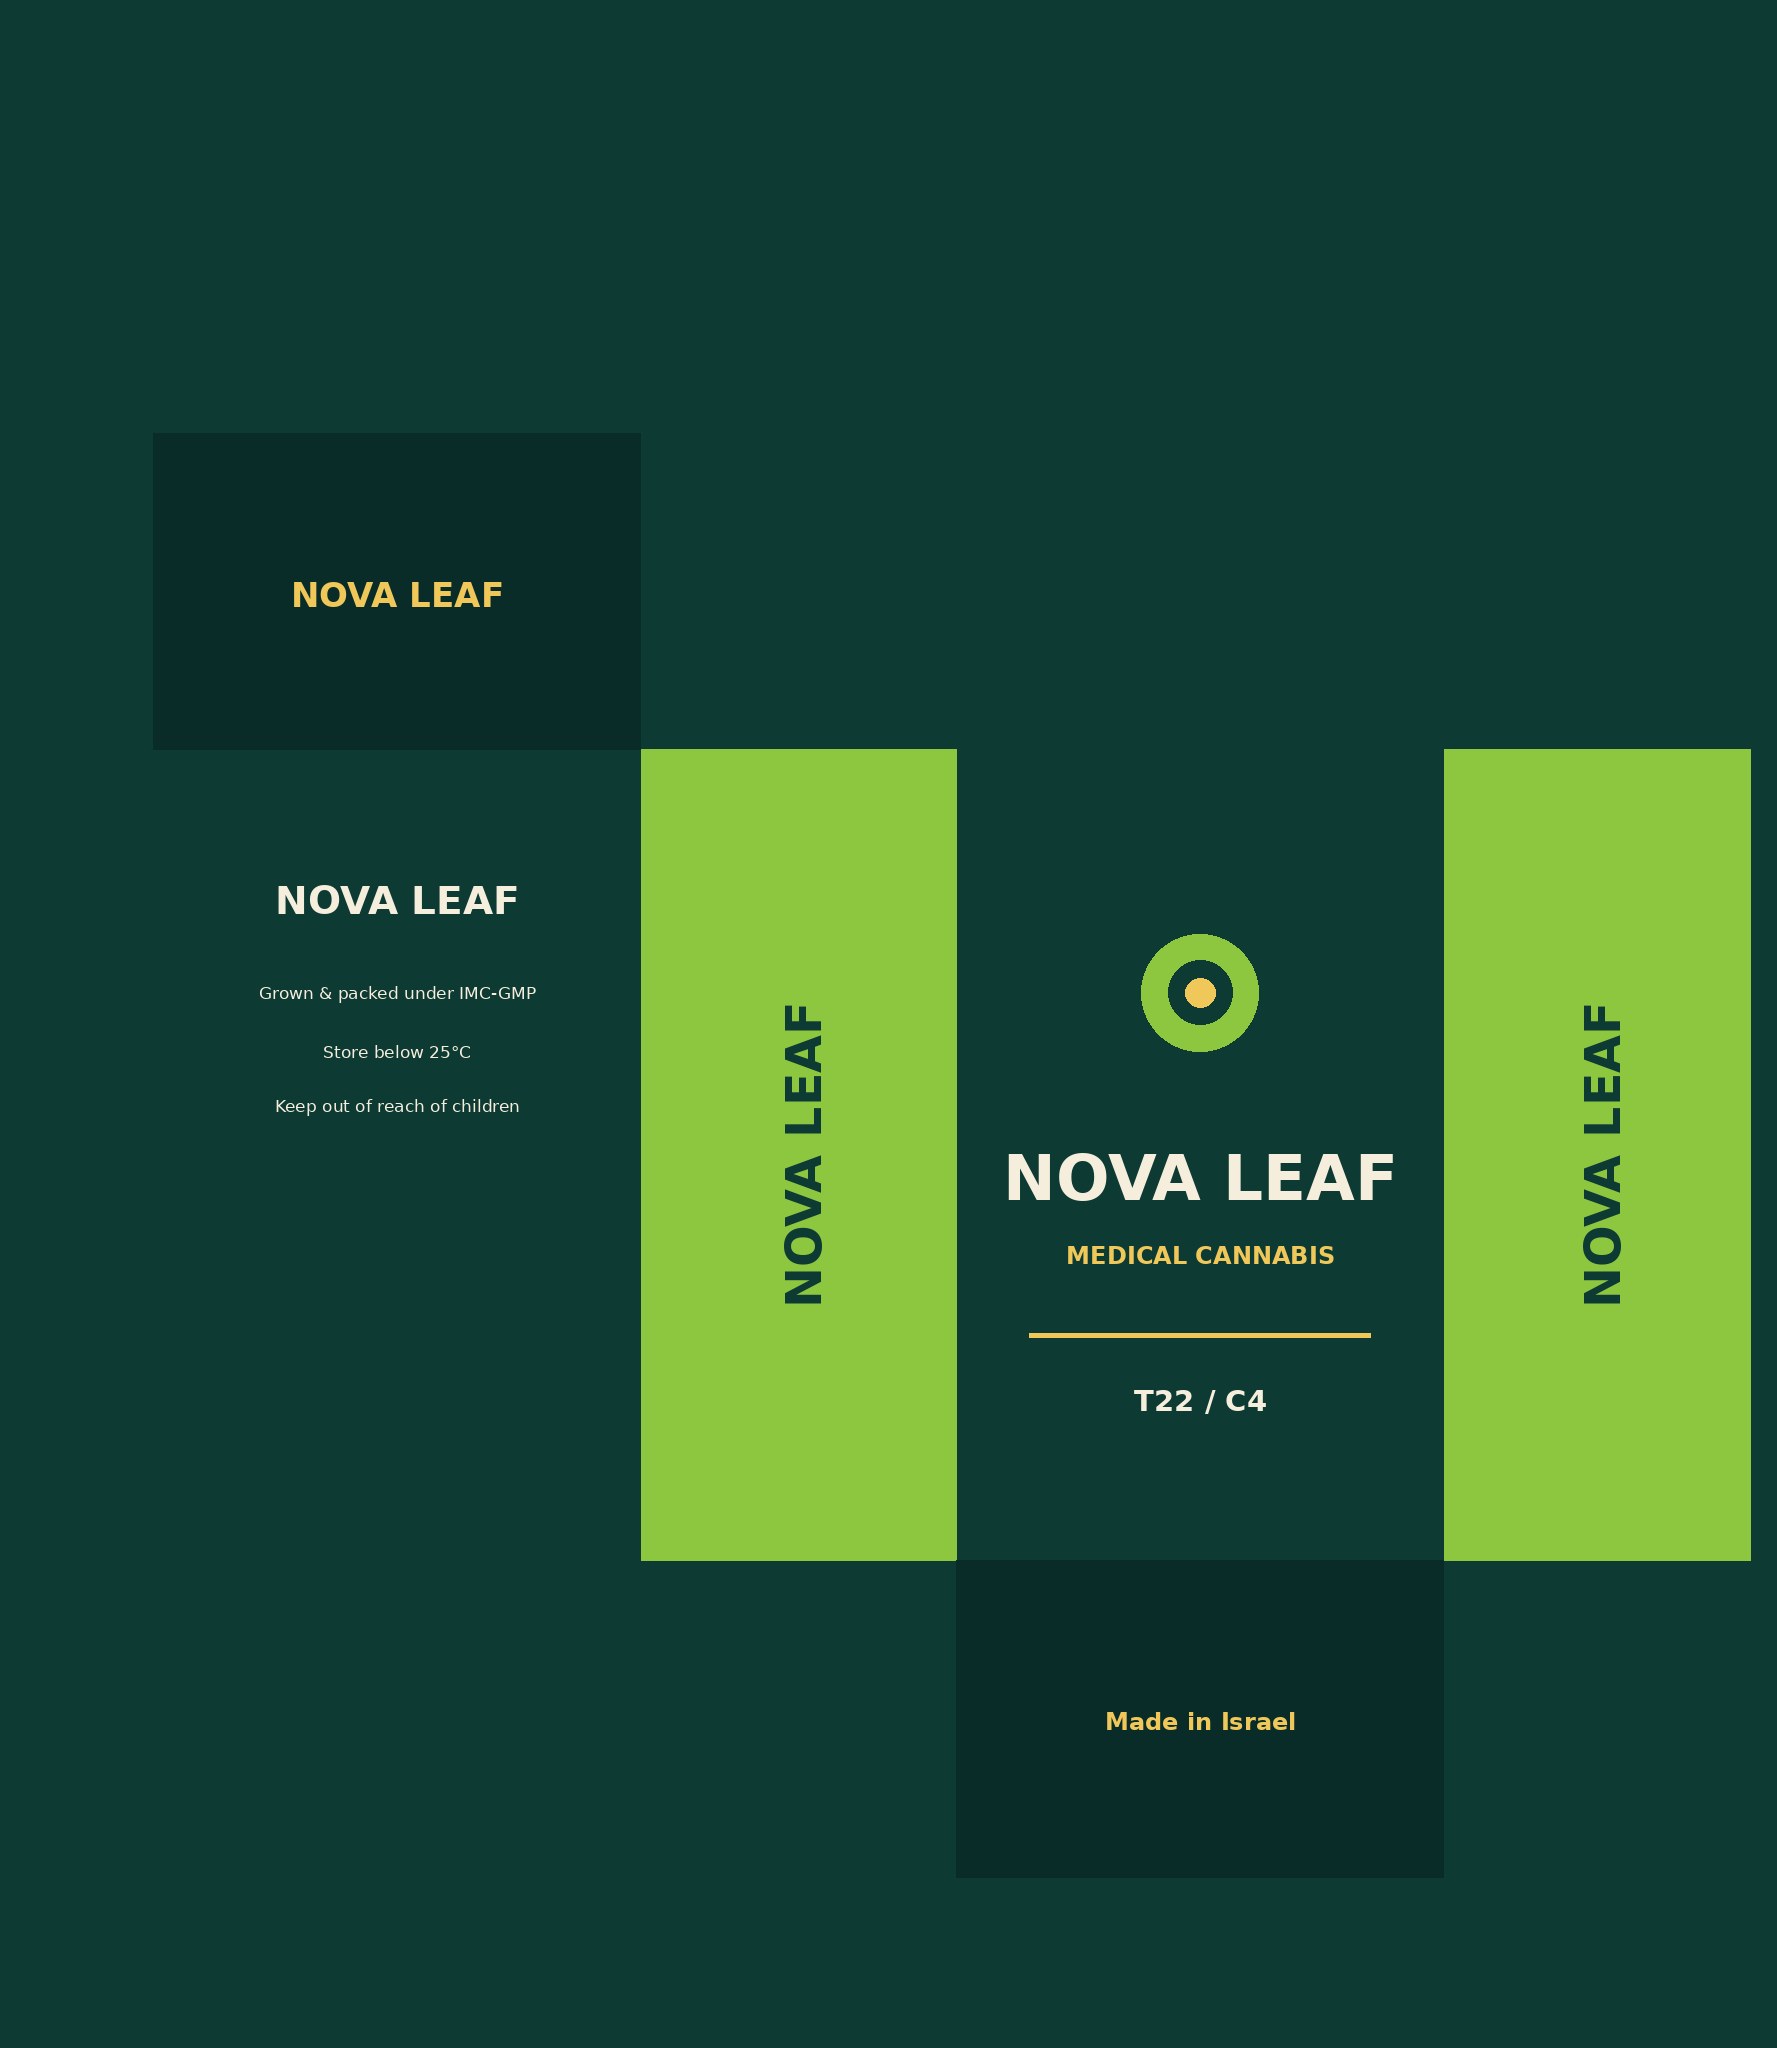 NOVA LEAF
NOVA LEAF
Grown & packed under IMC-GMP
Store below 25°C
Keep out of reach of children
NOVA LEAF
NOVA LEAF
MEDICAL CANNABIS
T22 / C4
NOVA LEAF
Made in Israel